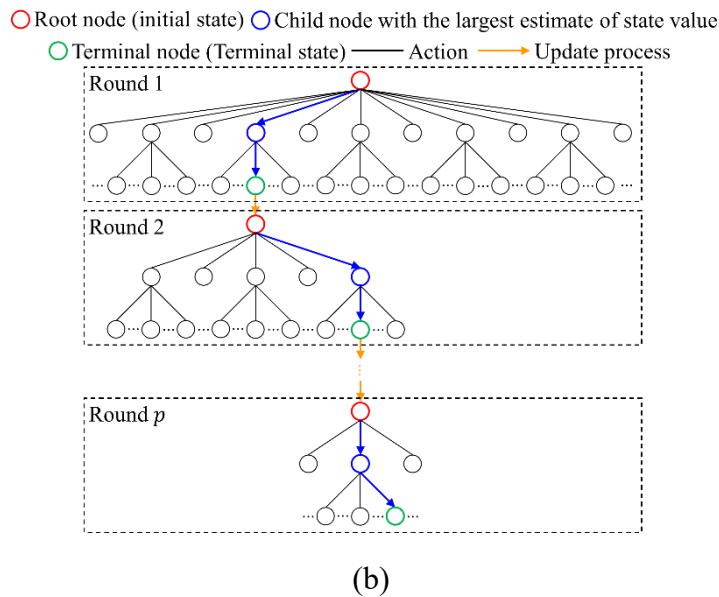 Root node (initial state) Child node with the largest estimate of state value
Terminal node (Terminal state) Action Update process
Round 1
Round 2
Round p
(b)